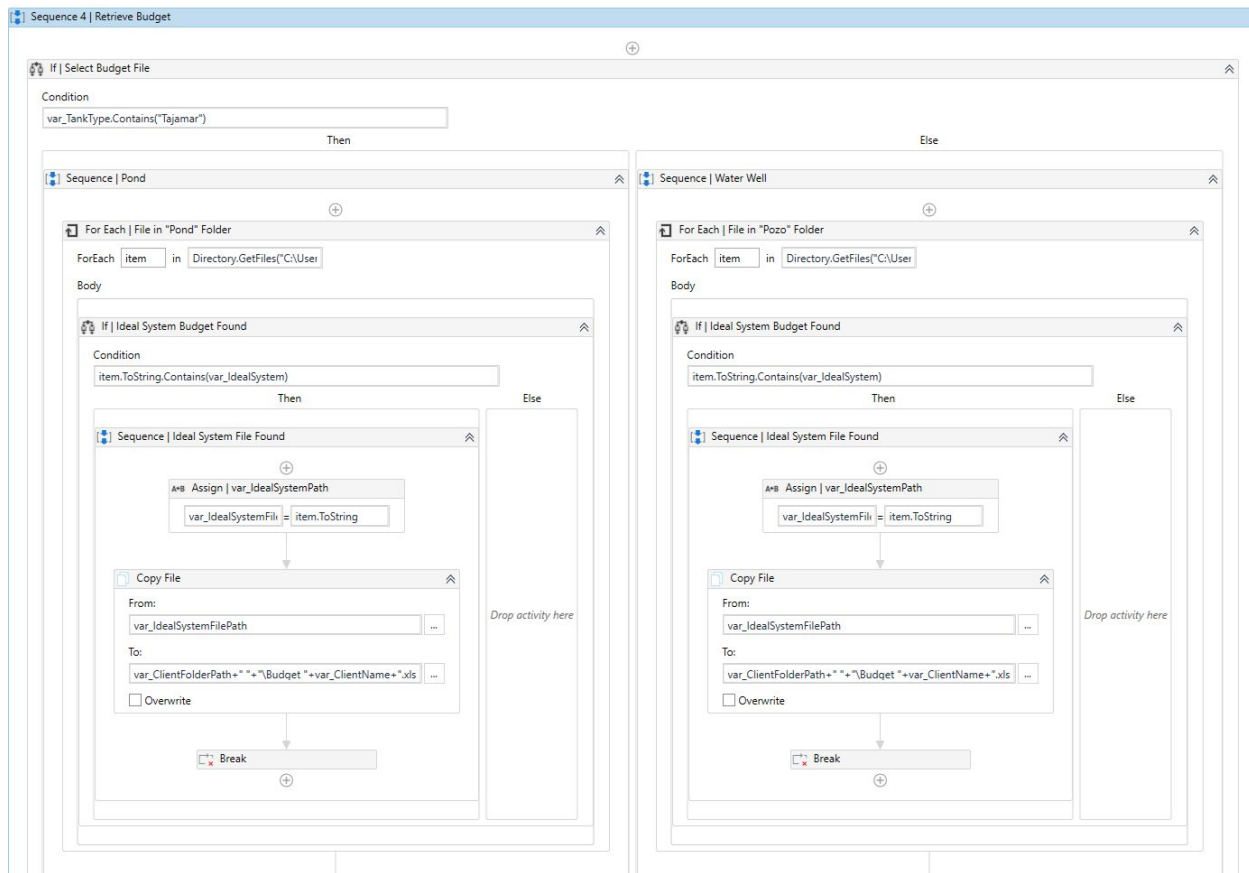 Sequence 4 | Retrieve Budget
If | Select Budget File
Condition
var_TankType.Contains("Tajamar")
Then
Else
Sequence | Pond
Sequence | Water Well
For Each | File in "Pond" Folder
For Each | File in "Pozo" Folder
ForEach item in Directory.GetFiles("C:\User
ForEach item in Directory.GetFiles("C:\User
Body
Body
If | Ideal System Budget Found
If | Ideal System Budget Found
Condition
Condition
item.ToString.Contains(var_IdealSystem)
item.ToString.Contains(var_IdealSystem)
Then
Else
Then
Else
Sequence | Ideal System File Found
Sequence | Ideal System File Found
A+B Assign | var_IdealSystemPath
A+B Assign | var_IdealSystemPath
var_IdealSystemFile = item.ToString
var_IdealSystemFile = item.ToString
Copy File
Copy File
From:
From:
var_IdealSystemFilePath ...
var_IdealSystemFilePath ...
Drop activity here
Drop activity here
To:
To:
var_ClientFolderPath+" "+"\Budget "+var_ClientName+".xls ...
var_ClientFolderPath+" "+"\Budget "+var_ClientName+".xls ...
Overwrite
Overwrite
Break
Break